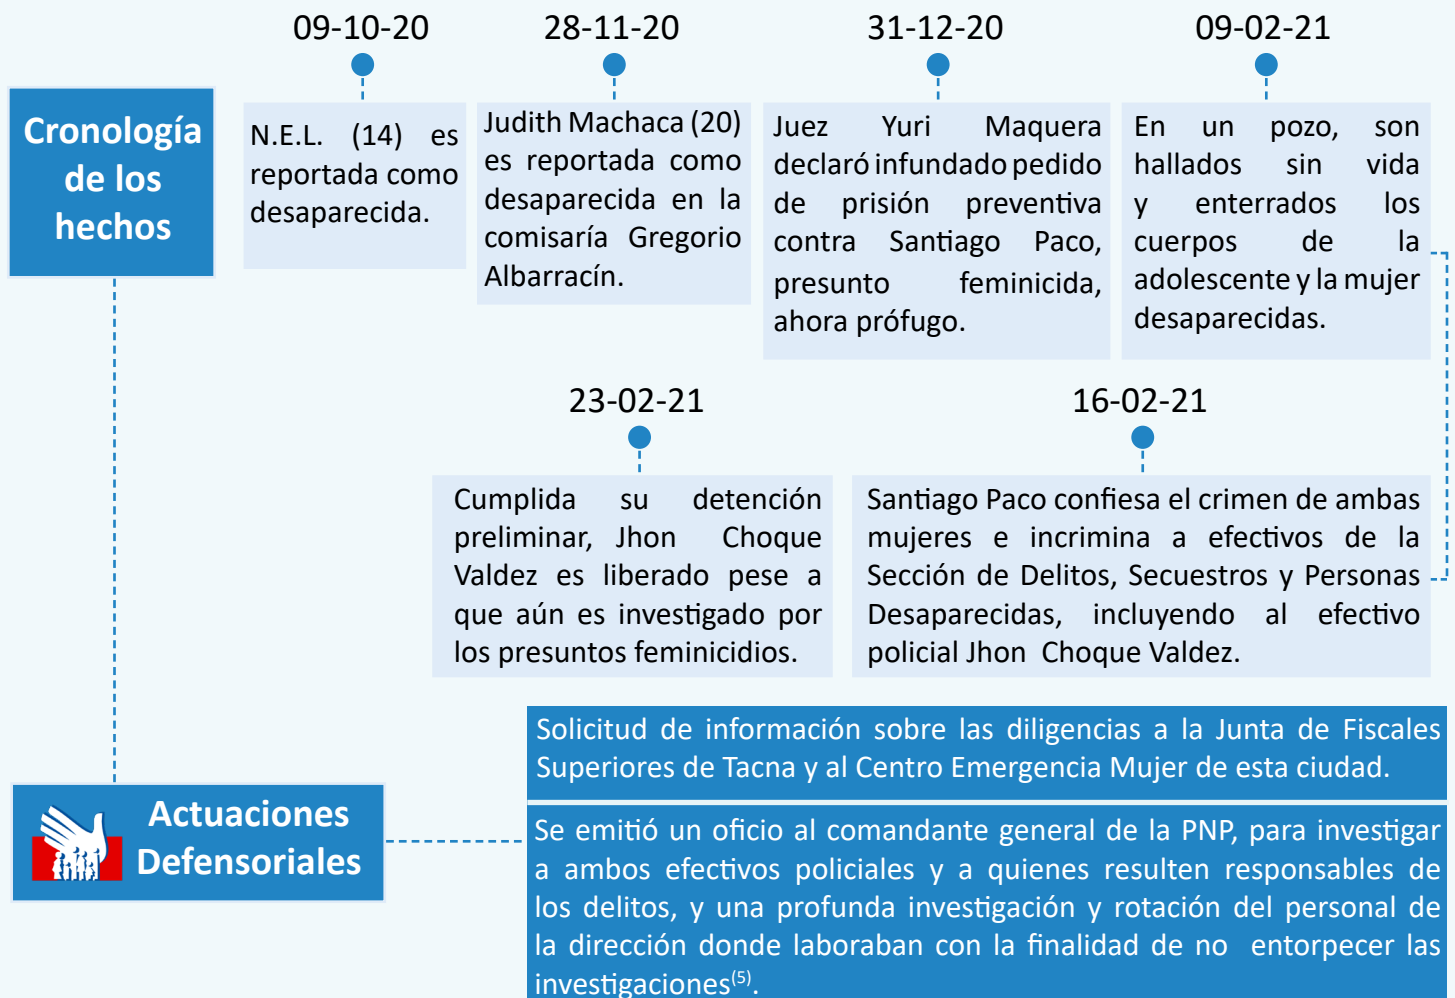 Cronología
de los
hechos
09-10-20
N.E.L. (14) es
reportada como
desaparecida.
28-11-20
Judith Machaca (20)
es reportada como
desaparecida en la
comisaría Gregorio
Albarracín.
31-12-20
Juez Yuri Maquera
declaró infundado pedido
de prisión preventiva
contra Santiago Paco,
presunto feminicida,
ahora prófugo.
09-02-21
En un pozo, son
hallados sin vida
y enterrados los
cuerpos de la
adolescente y la mujer
desaparecidas.
16-02-21
Santiago Paco confiesa el crimen de ambas
mujeres e incrimina a efectivos de la
Sección de Delitos, Secuestros y Personas
Desaparecidas, incluyendo al efectivo
policial Jhon Choque Valdez.
23-02-21
Cumplida su detención
preliminar, Jhon Choque
Valdez es liberado pese a
que aún es investigado por
los presuntos feminicidios.
Actuaciones
Defensoriales
Solicitud de información sobre las diligencias a la Junta de Fiscales
Superiores de Tacna y al Centro Emergencia Mujer de esta ciudad.
Se emitió un oficio al comandante general de la PNP, para investigar
a ambos efectivos policiales y a quienes resulten responsables de
los delitos, y una profunda investigación y rotación del personal de
la dirección donde laboraban con la finalidad de no entorpecer las
investigaciones(5).